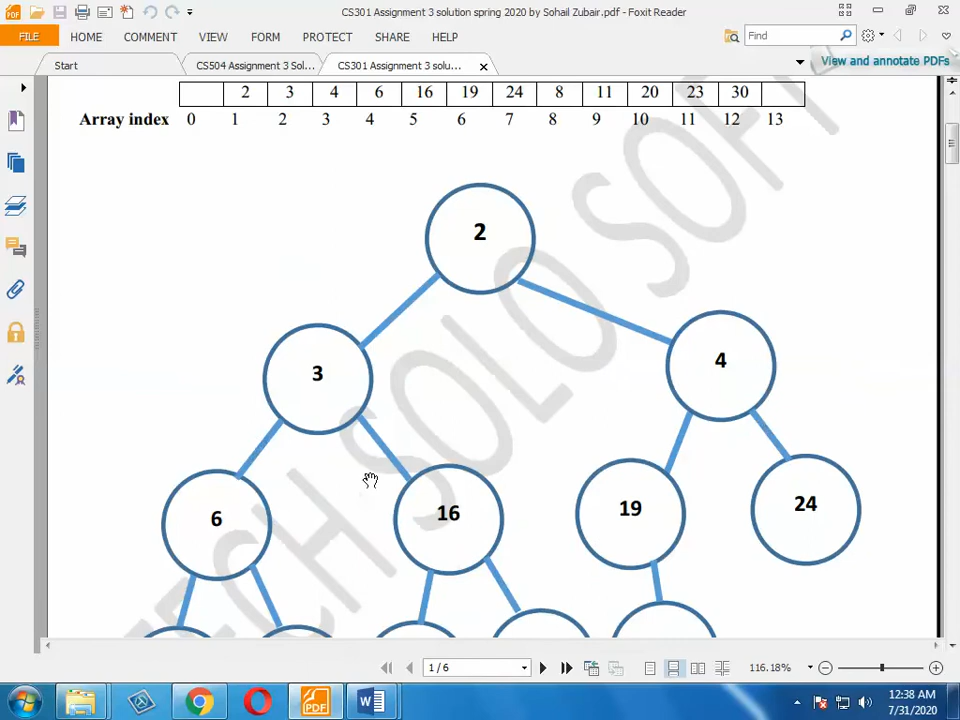 CS301 Assignment 3 solution spring 2020 by Sohail Zubair.pdf - Foxit Reader
FILE HOME COMMENT VIEW FORM PROTECT SHARE HELP Find
Start CS504 Assignment 3 Sol... CS301 Assignment 3 solu... View and annotate PDFs
2 3 4 6 16 19 24 8 11 20 23 30
Array index 0 1 2 3 4 5 6 7 8 9 10 11 12 13
2
3 4
6 16 19 24
TECH SOLO SOFT
1 / 6 116.18%
12:38 AM
7/31/2020